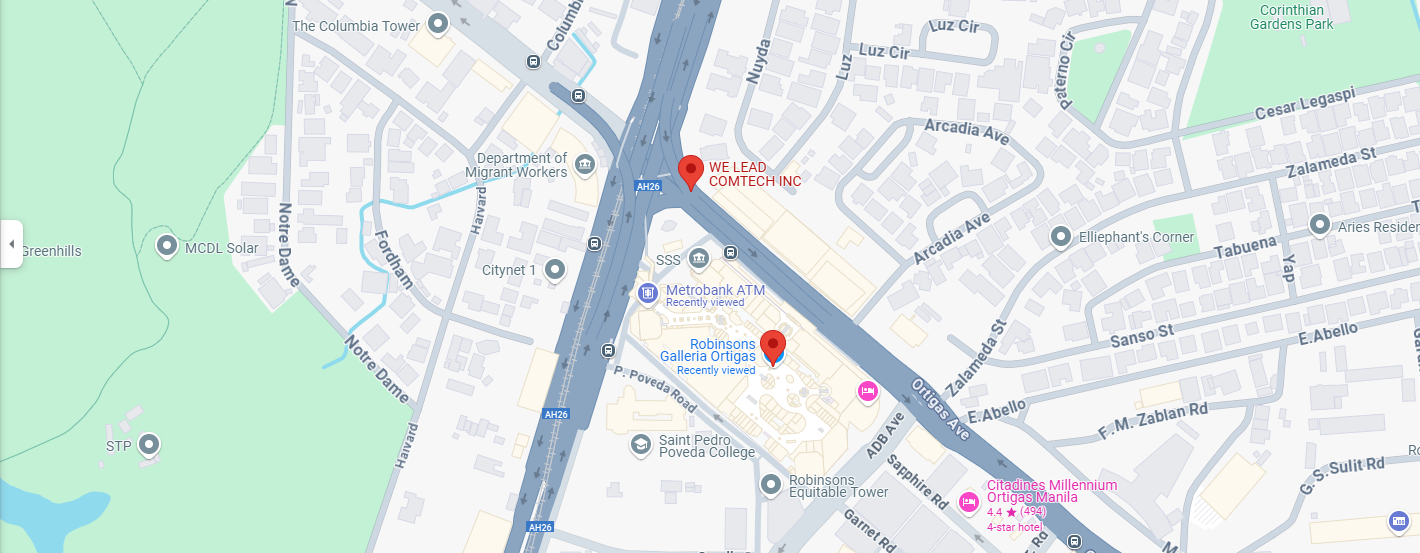 The Columbia Tower
Columbia
Nuyda
Luz
Luz Cir
Luz Cir
Paterno Cir
Corinthian
Gardens Park
Cesar Legaspi
Arcadia Ave
Zalameda St
Department of
Migrant Workers
AH26
WE LEAD
COMTECH INC
Harvard
Notre Dame
Greenhills
MCDL Solar
Fordham
Citynet 1
SSS
Metrobank ATM
Recently viewed
Arcadia Ave
Elliephant's Corner
Tabuena
Yap
Aries Residen
Notre Dame
Robinsons
Galleria Ortigas
Recently viewed
P. Poveda Road
Zalameda St
Sanso St
E.Abello
Ortigas Ave
E.Abello
F. M. Zablan Rd
AH26
STP
Harvard
Saint Pedro
Poveda College
ADB Ave
Sapphire Rd
Robinsons
Equitable Tower
Garnet Rd
Citadines Millennium
Ortigas Manila
4.4 ★ (494)
4-star hotel
G. S. Sulit Rd
AH26
Rd